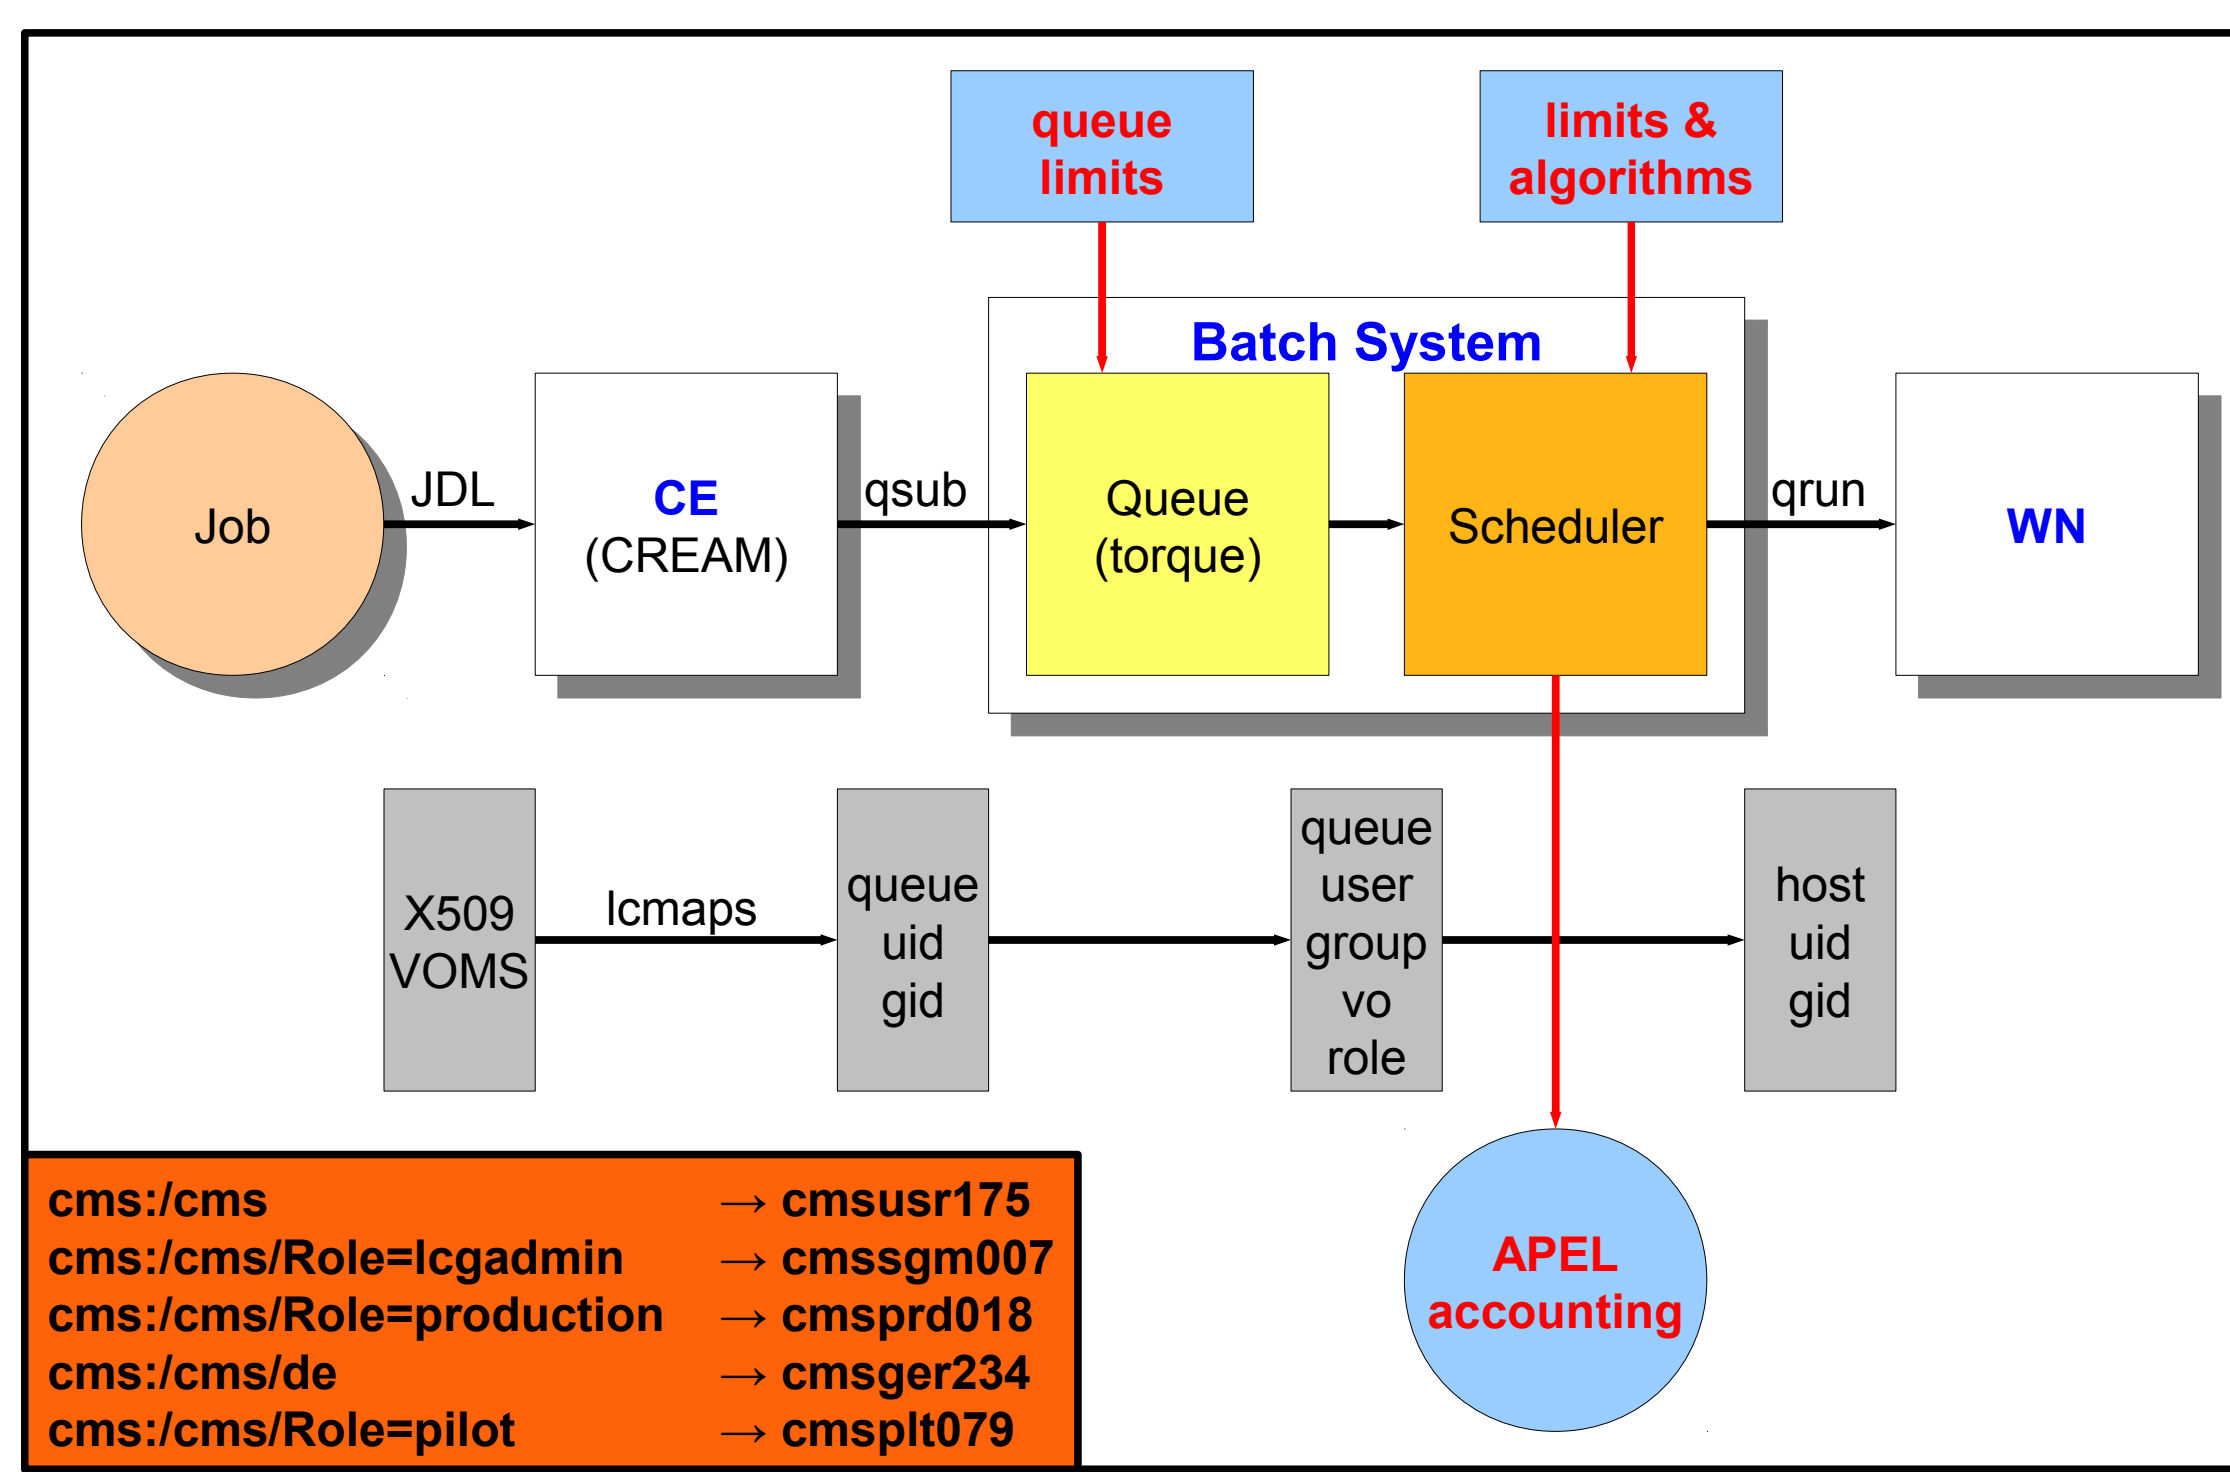 queue
limits
limits &
algorithms
Batch System
Job
JDL
CE
(CREAM)
qsub
Queue
(torque)
Scheduler
qrun
WN
X509
VOMS
lcmaps
queue
uid
gid
queue
user
group
vo
role
host
uid
gid
cms:/cms → cmsusr175
cms:/cms/Role=lcgadmin → cmssgm007
cms:/cms/Role=production → cmsprd018
cms:/cms/de → cmsger234
cms:/cms/Role=pilot → cmsplt079
APEL
accounting